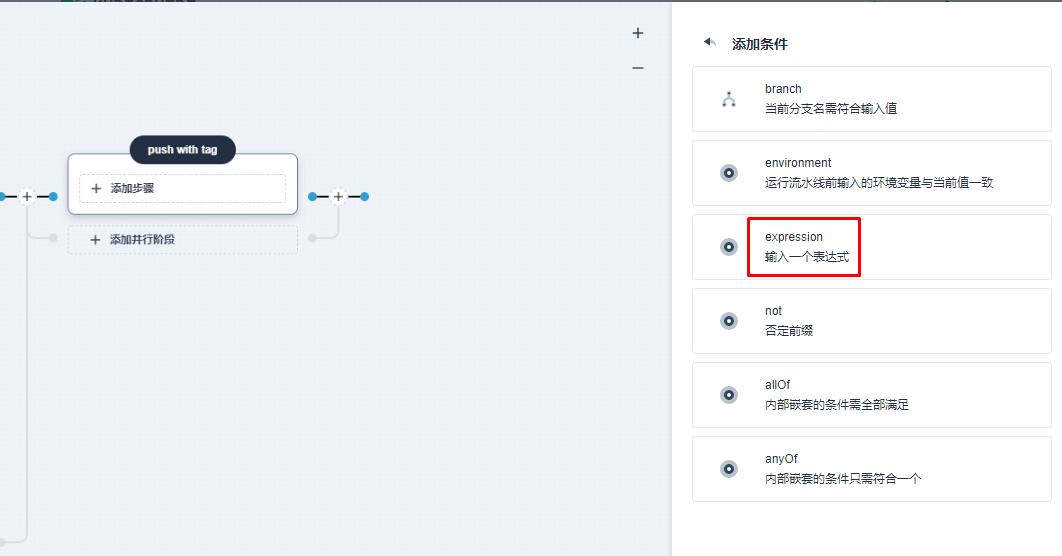 push with tag
添加步骤
添加并行阶段
添加条件
branch
当前分支名需符合输入值
environment
运行流水线前输入的环境变量与当前值一致
expression
输入一个表达式
not
否定前缀
allOf
内部嵌套的条件需全部满足
anyOf
内部嵌套的条件只需符合一个